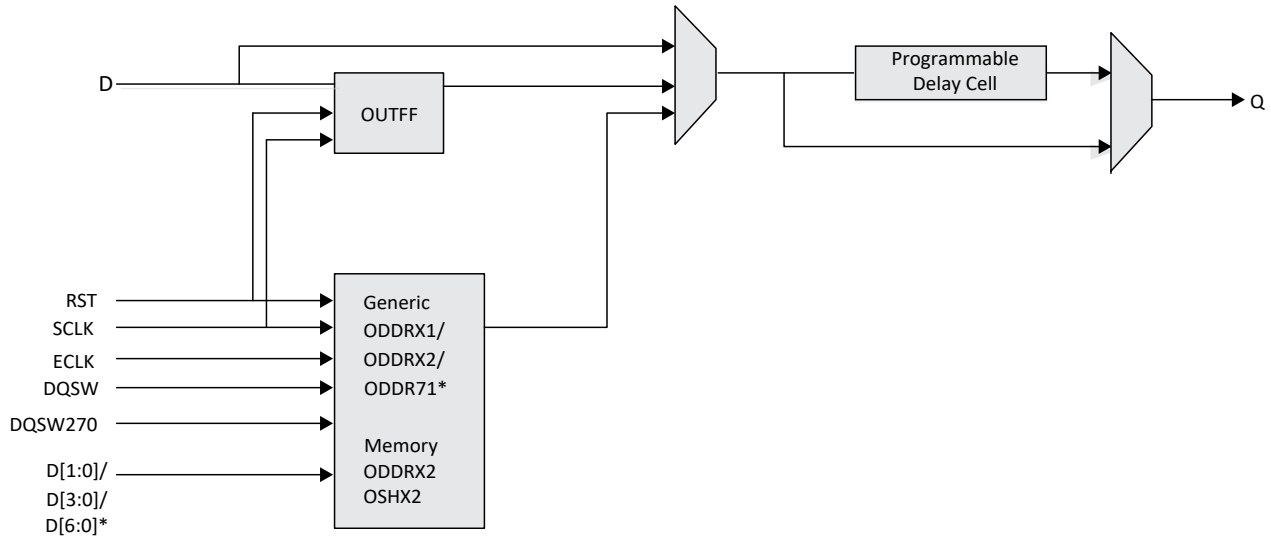 D
OUTFF
Programmable
Delay Cell
Q
RST
SCLK
ECLK
DQSW
DQSW270
D[1:0]/
D[3:0]/
D[6:0]*
Generic
ODDRX1/
ODDRX2/
ODDR71*
Memory
ODDRX2
OSHX2